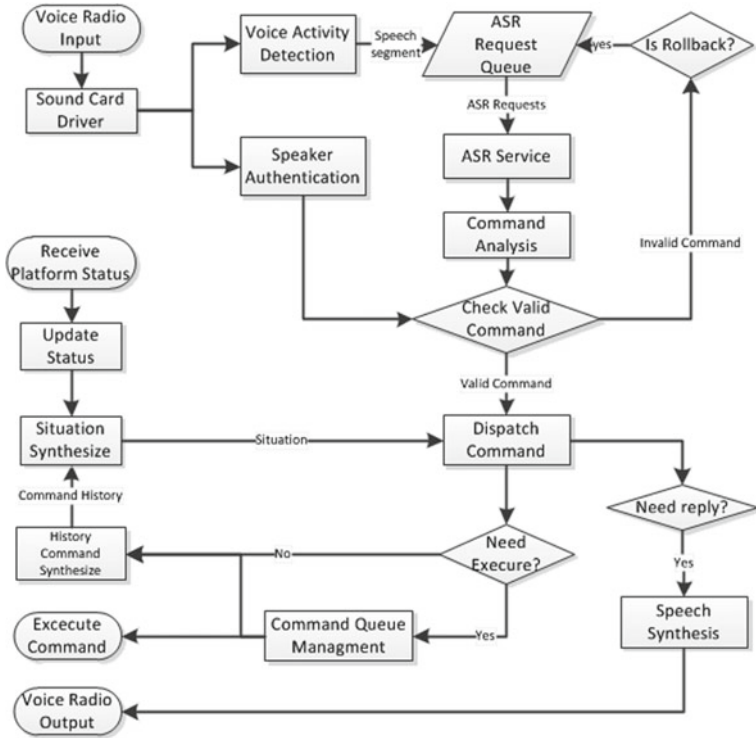 Voice Radio
Input
Sound Card
Driver
Voice Activity
Detection
Speech
segment
ASR
Request
Queue
yes
Is Rollback?
ASR Requests
Speaker
Authentication
ASR Service
Command
Analysis
Invalid Command
Receive
Platform Status
Check Valid
Command
Update
Status
Valid Command
Situation
Synthesize
Situation
Dispatch
Command
Command History
Need reply?
History
Command
Synthesize
No
Need
Execure?
Yes
Excecute
Command
Command Queue
Managment
Yes
Speech
Synthesis
Voice Radio
Output